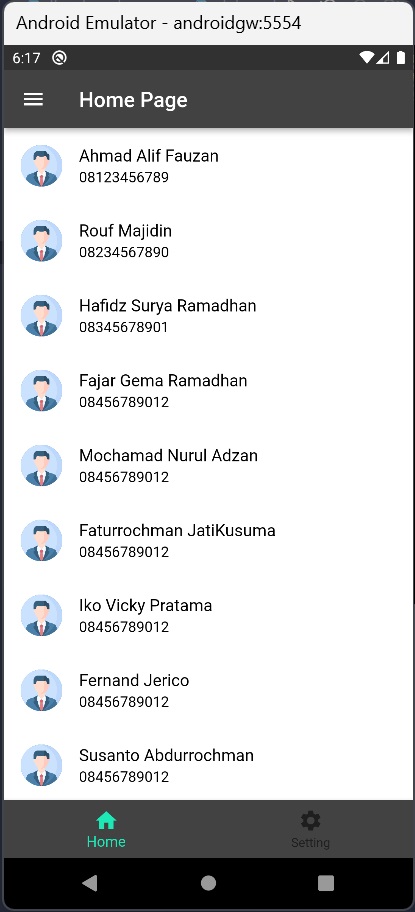 Android Emulator - androidgw:5554
6:17
Home Page
Ahmad Alif Fauzan
08123456789
Rouf Majidin
08234567890
Hafidz Surya Ramadhan
08345678901
Fajar Gema Ramadhan
08456789012
Mochamad Nurul Adzan
08456789012
Faturrochman JatiKusuma
08456789012
Iko Vicky Pratama
08456789012
Fernand Jerico
08456789012
Susanto Abdurrochman
08456789012
Home
Setting